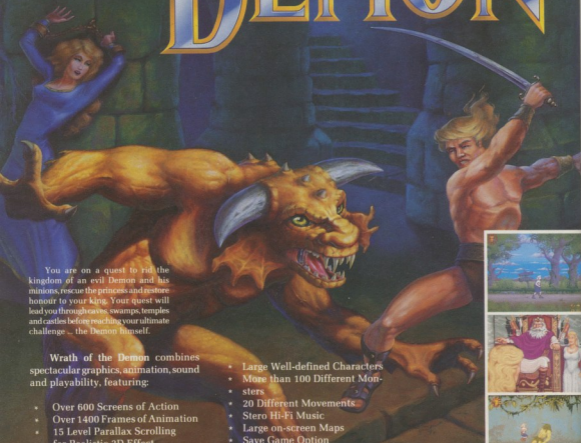 DEMON
You are on a quest to rid the
kingdom of an evil Demon and his
minions, rescue the princess and restore
honour to your king. Your quest will
lead you through caves, swamps, temples
and castles before reaching your ultimate
challenge ... the Demon himself.
Wrath of the Demon combines
spectacular graphics, animation, sound
and playability, featuring:
• Over 600 Screens of Action
• Over 1400 Frames of Animation
• 15 Level Parallax Scrolling
for Realistic 3D Effect
• Large Well-defined Characters
• More than 100 Different Mon-
• sters
• 20 Different Movements
• Stero Hi-Fi Music
• Large on-screen Maps
• Save Game Option